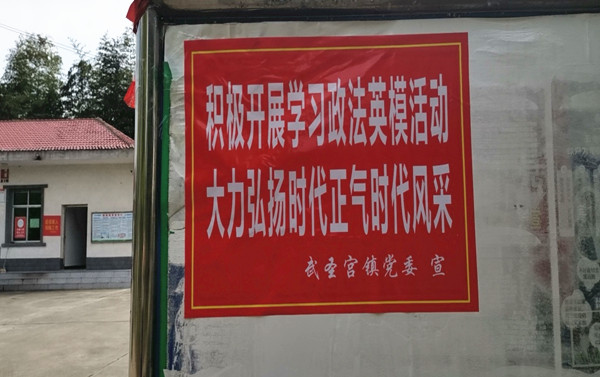 积极开展学习政法英模活动
大力弘扬时代正气时代风采
武圣宫镇党委 宣